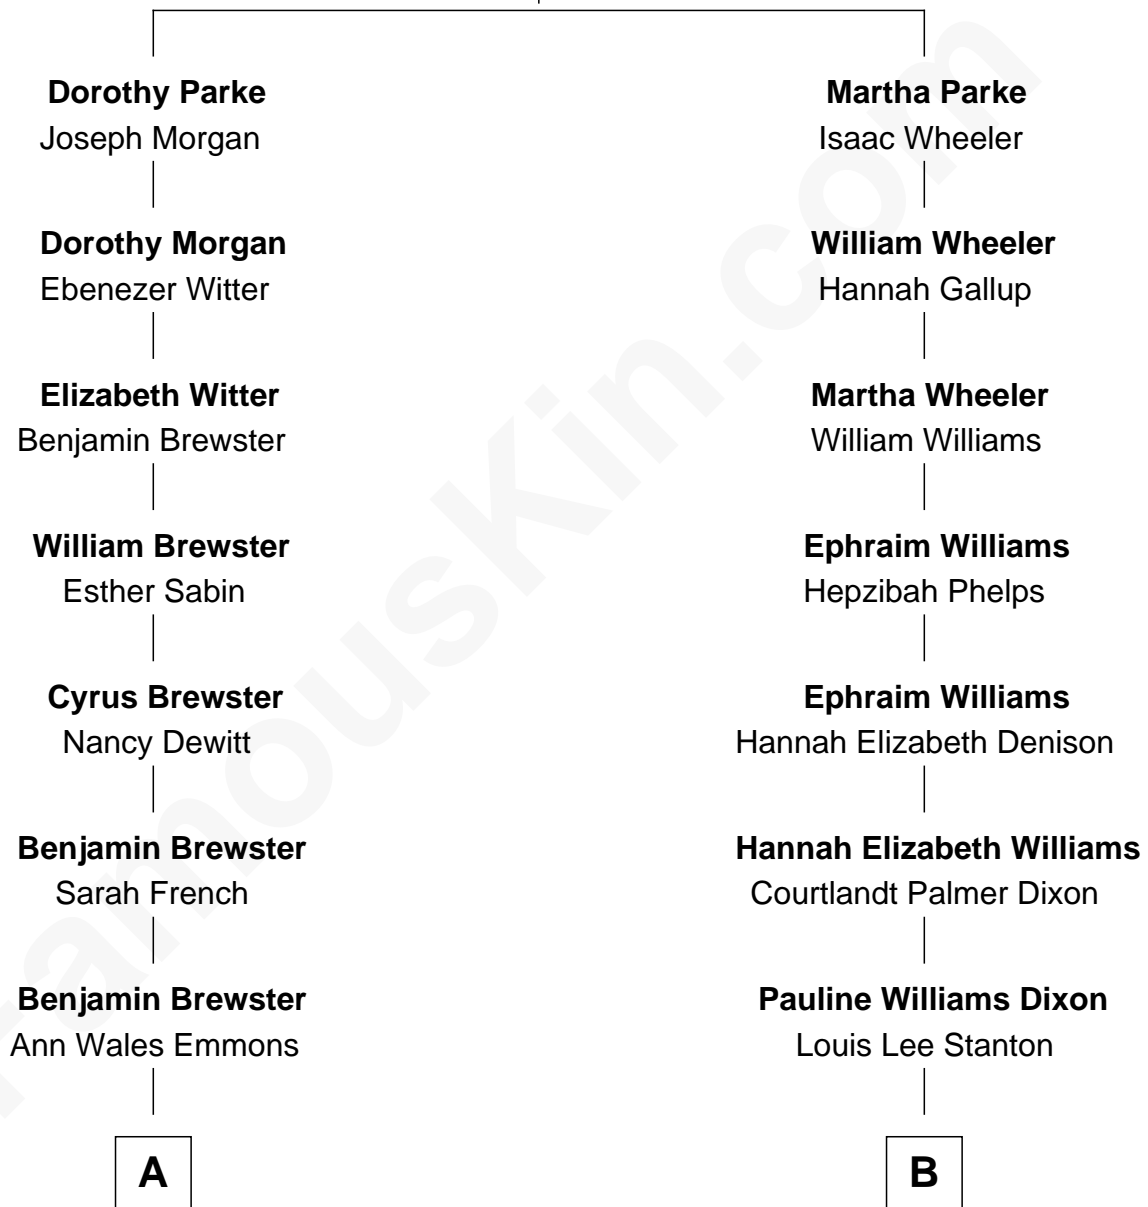 Dorothy Parke
Joseph Morgan
Dorothy Morgan
Ebenezer Witter
Elizabeth Witter
Benjamin Brewster
William Brewster
Esther Sabin
Cyrus Brewster
Nancy Dewitt
Benjamin Brewster
Sarah French
Benjamin Brewster
Ann Wales Emmons
A
Martha Parke
Isaac Wheeler
William Wheeler
Hannah Gallup
Martha Wheeler
William Williams
Ephraim Williams
Hepzibah Phelps
Ephraim Williams
Hannah Elizabeth Denison
Hannah Elizabeth Williams
Courtlandt Palmer Dixon
Pauline Williams Dixon
Louis Lee Stanton
B
FamousKin.com